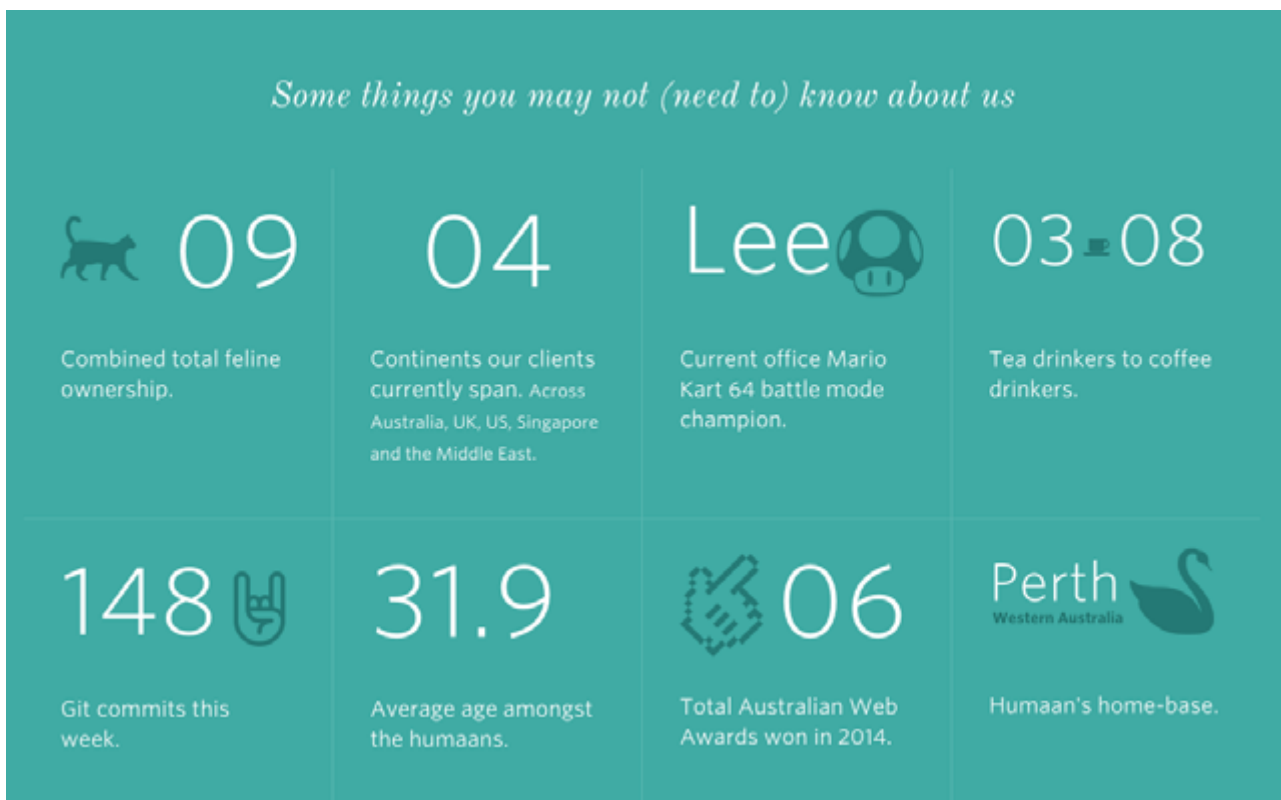 Some things you may not (need to) know about us
09
Combined total feline
ownership.
04
Continents our clients
currently span. Across
Australia, UK, US, Singapore
and the Middle East.
Lee
Current office Mario
Kart 64 battle mode
champion.
03 08
Tea drinkers to coffee
drinkers.
148
Git commits this
week.
31.9
Average age amongst
the humaans.
06
Total Australian Web
Awards won in 2014.
Perth
Western Australia
Humaan's home-base.